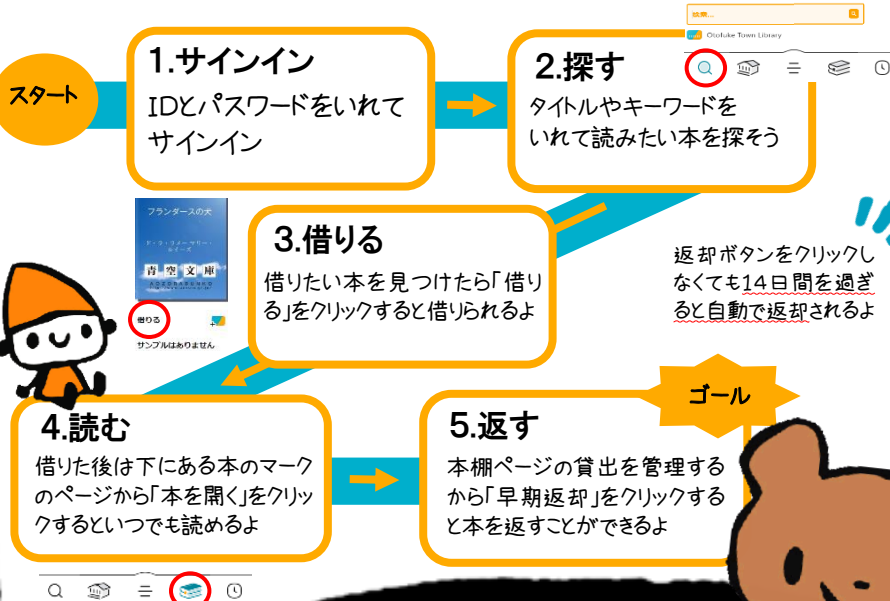 スタート
1.サインイン
IDとパスワードをいれて
サインイン
2.探す
タイトルやキーワードを
いれて読みたい本を探そう
検索...
Otofuke Town Library
3.借りる
借りたい本を見つけたら「借り
る」をクリックすると借りられるよ
フランダースの犬
青空文庫
借りる
サンプルはありません
返却ボタンをクリックし
なくても14日間を過ぎ
ると自動で返却されるよ
4.読む
借りた後は下にある本のマーク
のページから「本を開く」をクリッ
クするといつでも読めるよ
ゴール
5.返す
本棚ページの貸出を管理する
から「早期返却」をクリックする
と本を返すことができるよ